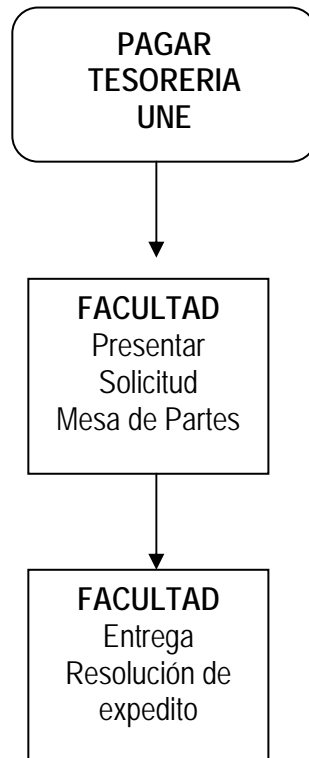 PAGAR
TESORERIA
UNE
FACULTAD
Presentar
Solicitud
Mesa de Partes
FACULTAD
Entrega
Resolución de
expedito